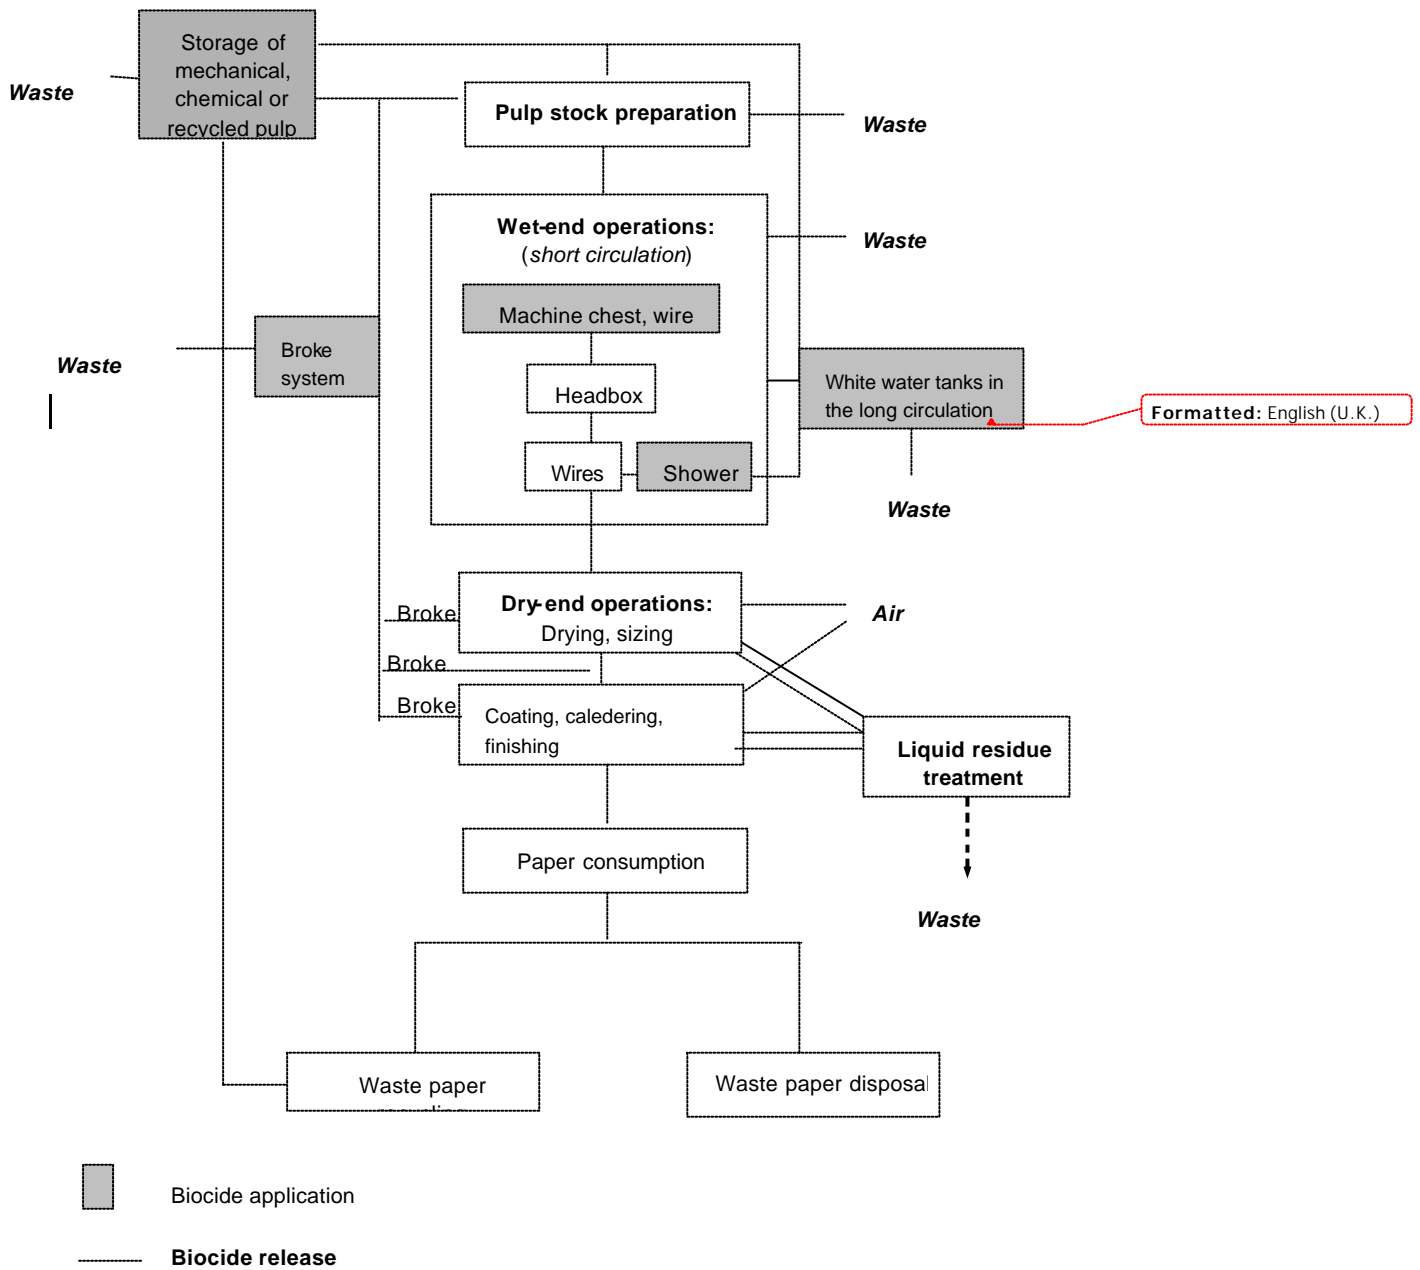 Storage of
mechanical,
chemical or
recycled pulp
Waste
Pulp stock preparation
Waste
Wet-end operations:
(short circulation)
Waste
Machine chest, wire
Broke
system
Waste
Headbox
White water tanks in
the long circulation
Formatted: English (U.K.)
Wires
Shower
Waste
Broke
Dry-end operations:
Drying, sizing
Air
Broke
Broke
Coating, caledering,
finishing
Liquid residue
treatment
Paper consumption
Waste
Waste paper
recycling
Waste paper disposal
Biocide application
Biocide release